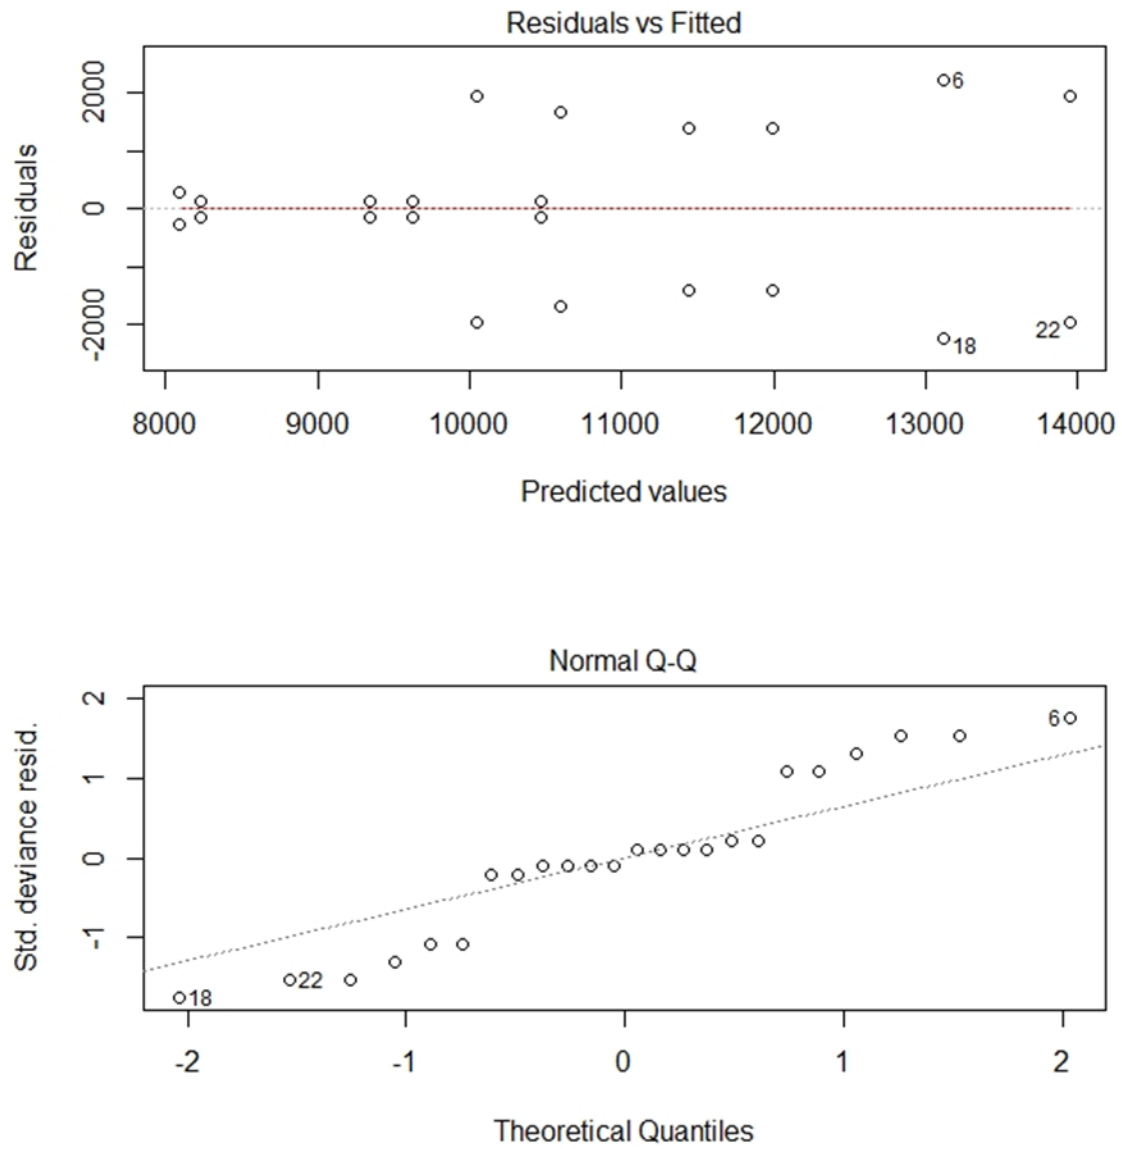 Residuals vs Fitted
Residuals
2000
0
-2000
6
18
22
8000 9000 10000 11000 12000 13000 14000
Predicted values
Normal Q-Q
Std. deviance resid.
2
1
0
-1
6
22
18
-2 -1 0 1 2
Theoretical Quantiles